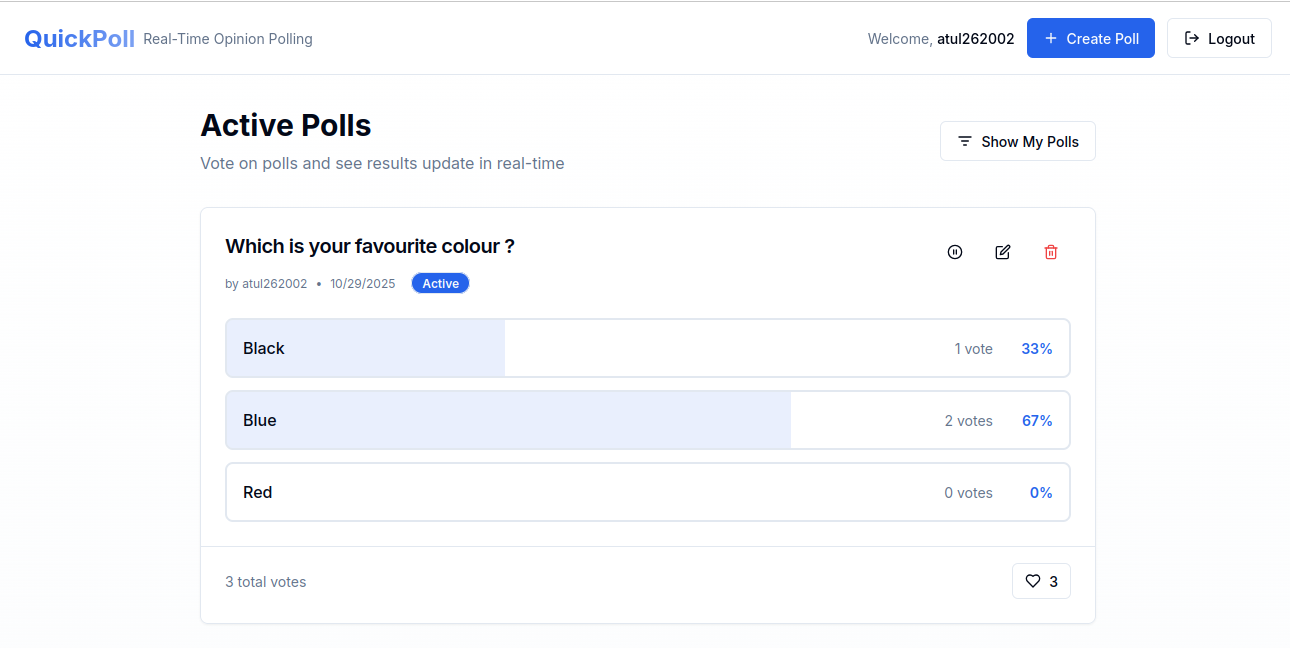 QuickPoll Real-Time Opinion Polling Welcome, atul262002 + Create Poll Logout
Active Polls
Show My Polls
Vote on polls and see results update in real-time
Which is your favourite colour ?
by atul262002 • 10/29/2025 Active
Black 1 vote 33%
Blue 2 votes 67%
Red 0 votes 0%
3 total votes 3